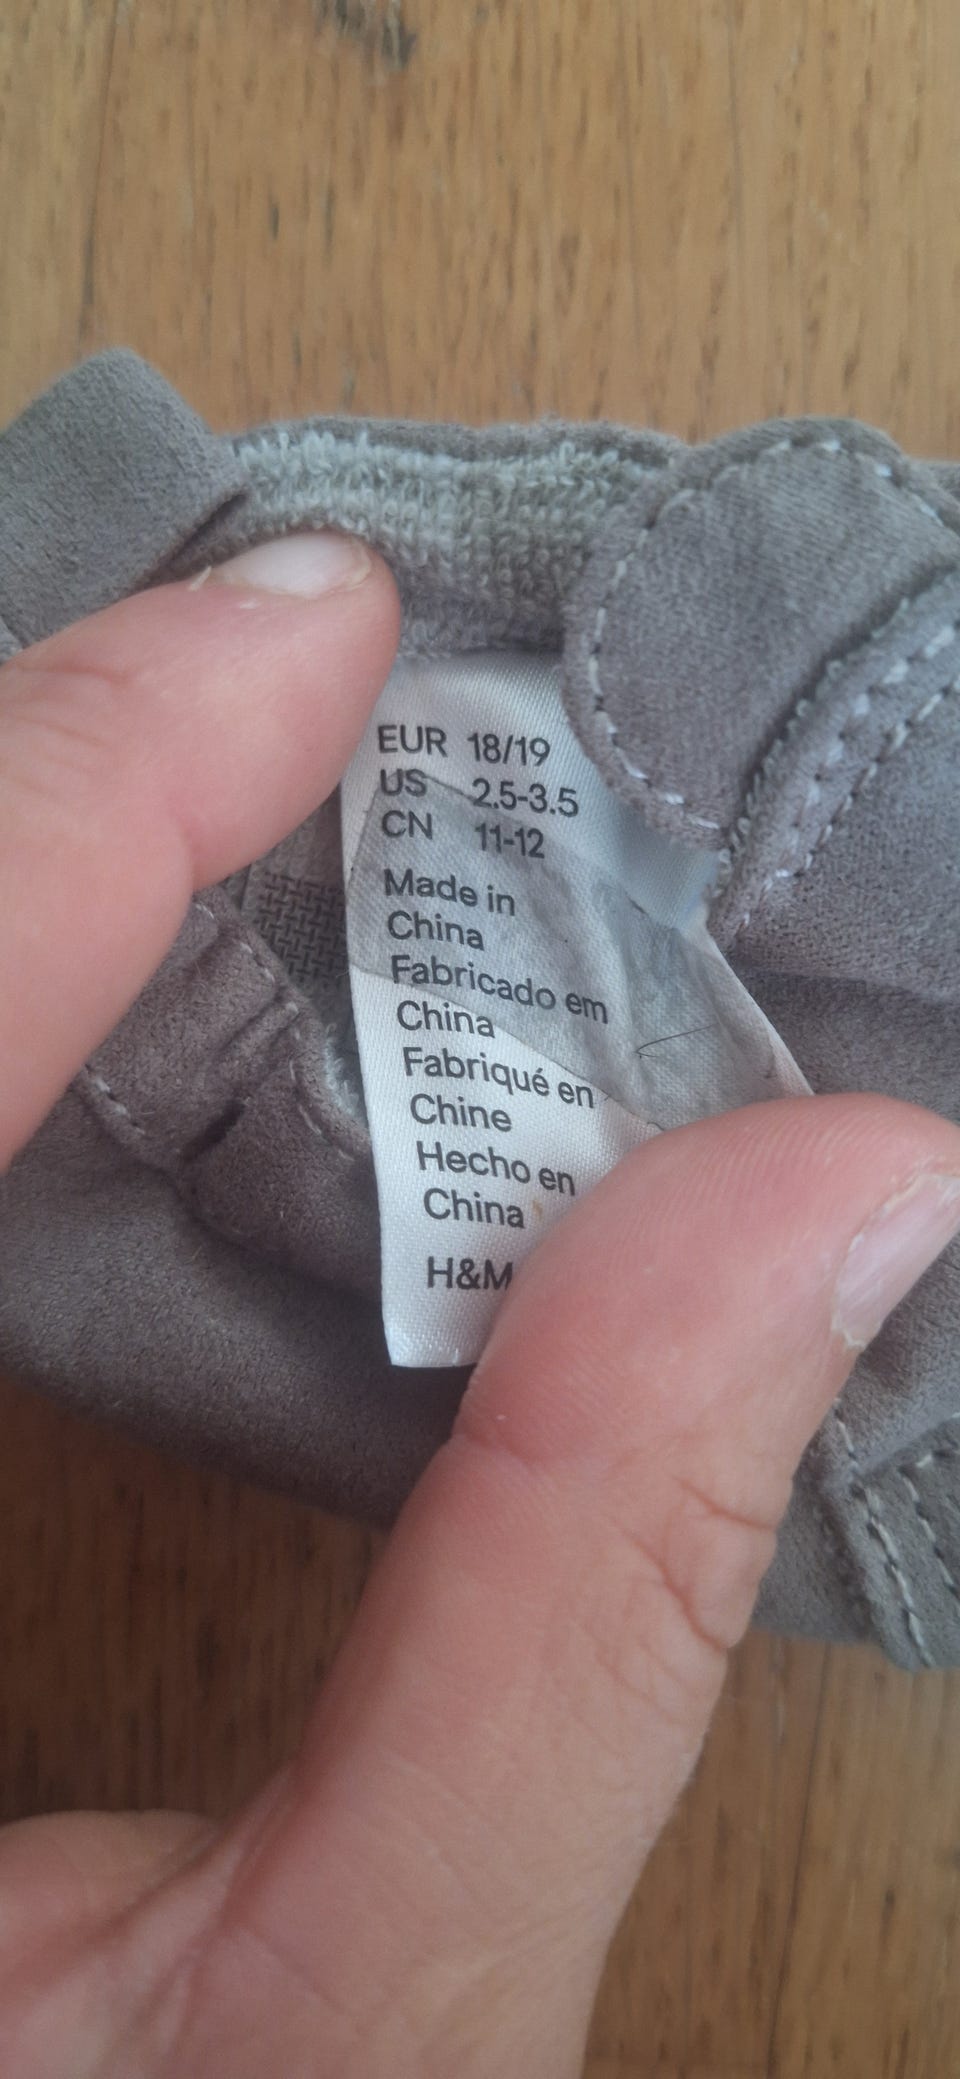 EUR 18/19
US 2.5-3.5
CN 11-12
Made in
China
Fabricado em
China
Fabriqué en
Chine
Hecho en
China
H&M